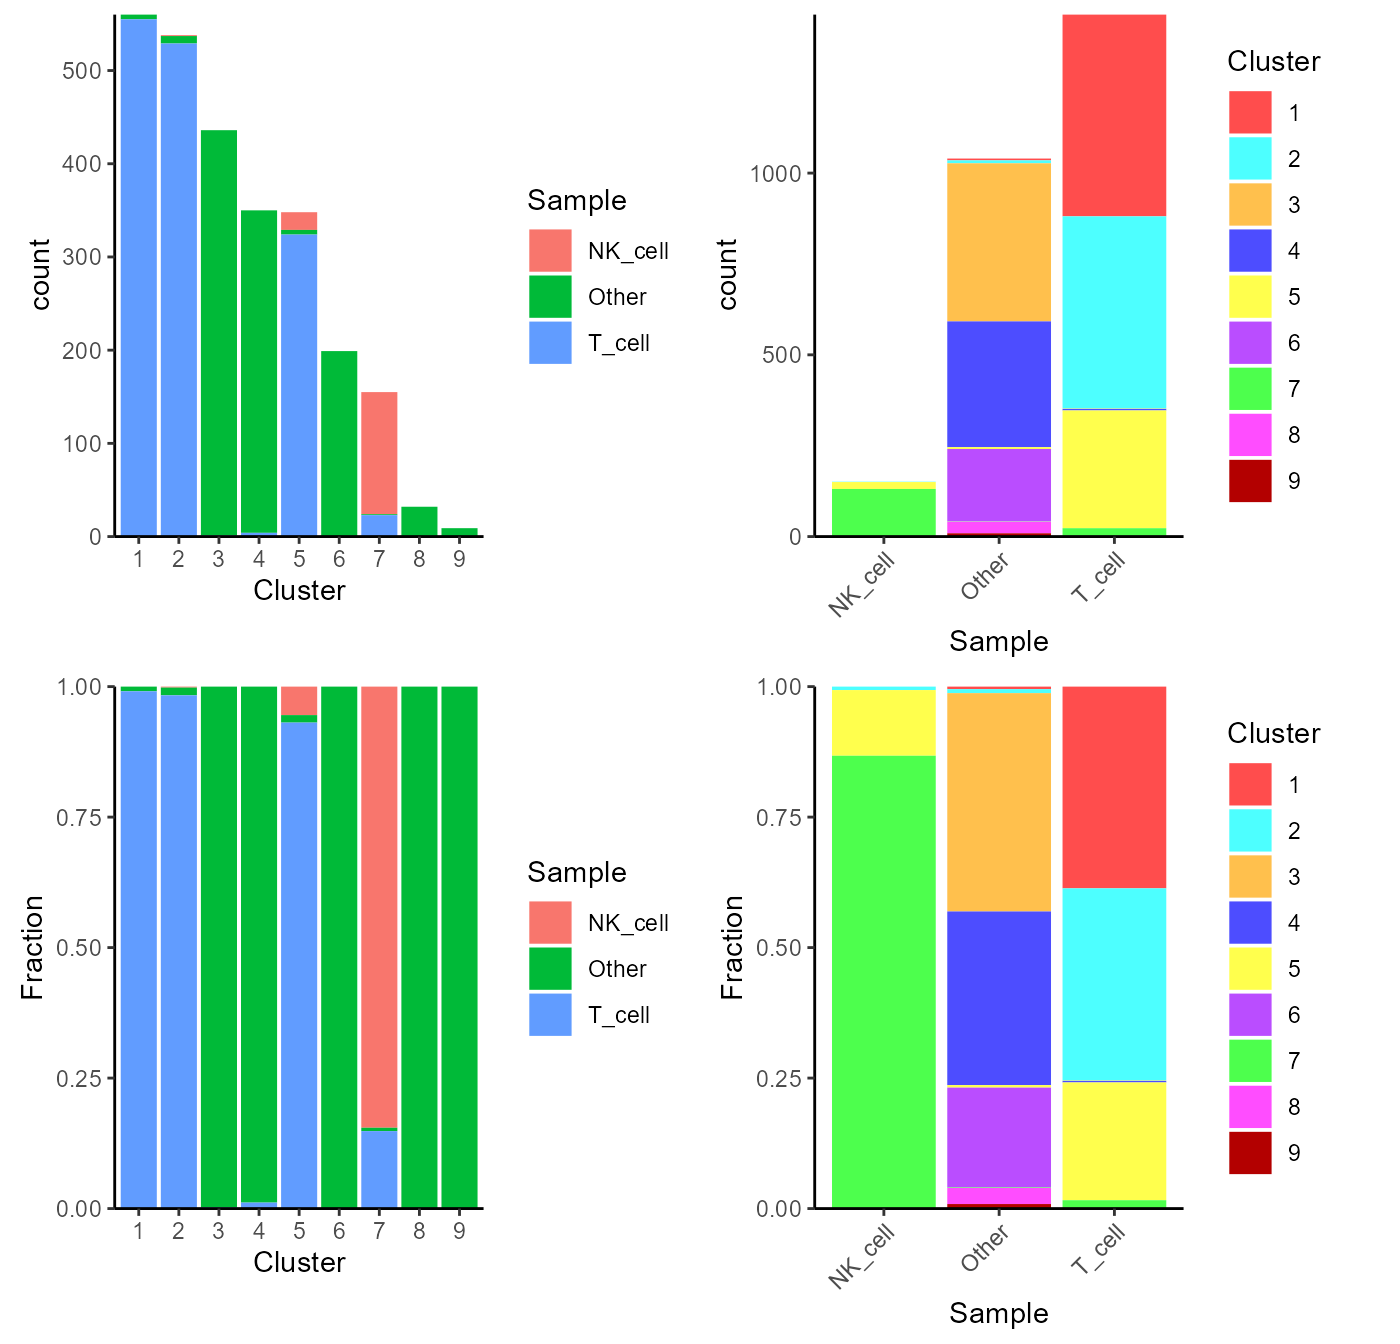 count
500
400
300
200
100
0
1 2 3 4 5 6 7 8 9
Cluster
Sample
NK_cell
Other
T_cell
count
1000
500
0
NK_cell
Other
T_cell
Sample
Cluster
1
2
3
4
5
6
7
8
9
Fraction
1.00
0.75
0.50
0.25
0.00
1 2 3 4 5 6 7 8 9
Cluster
Sample
NK_cell
Other
T_cell
Fraction
1.00
0.75
0.50
0.25
0.00
NK_cell
Other
T_cell
Sample
Cluster
1
2
3
4
5
6
7
8
9